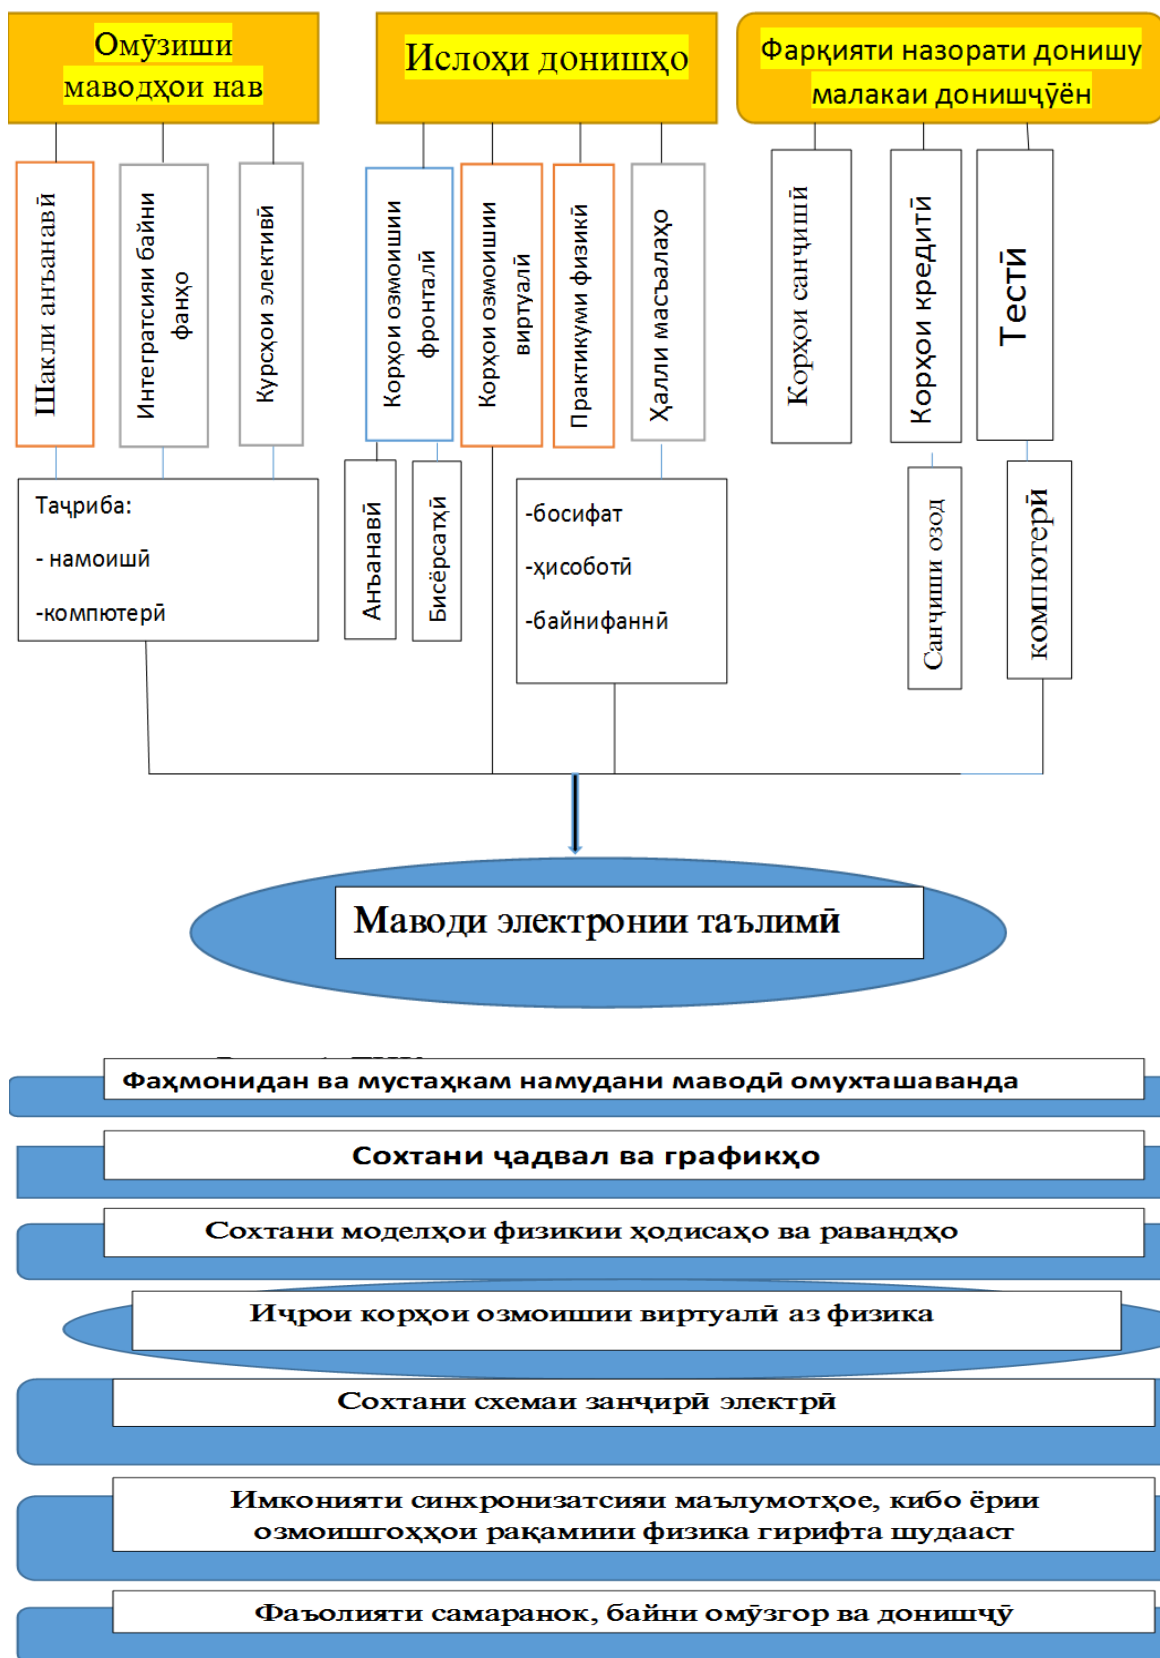 Омӯзиши
маводҳои нав
Ислоҳи донишҳо
Фарқияти назорати донишу
малакаи донишҷӯён
Шакли анъанавӣ
Интегратсияи байни
фанҳо
Курсҳои элективӣ
Корҳои озмоишии
фронталӣ
Корҳои озмоишии
виртуалӣ
Практикуми физикӣ
Ҳалли масъалаҳо
Корҳои санҷишӣ
Корҳои кредитӣ
Тестӣ
Таҷриба:
- намоишӣ
-компютерӣ
Анъанавӣ
Бисёрсатҳӣ
-босифат
-ҳисоботӣ
-байнифаннӣ
Санҷиши озод
компютерӣ
Маводи электронии таълимӣ
Фаҳмонидан ва мустаҳкам намудани маводӣ омухташаванда
Сохтани ҷадвал ва графикҳо
Сохтани моделҳои физикии ҳодисаҳо ва равандҳо
Иҷрои корҳои озмоишии виртуалӣ аз физика
Сохтани схемаи занҷирӣ электрӣ
Имконияти синхронизатсияи маълумотҳое, кибо ёрии
озмоишгоҳҳои рақамиии физика гирифта шудааст
Фаъолияти самаранок, байни омӯзгор ва донишҷӯ